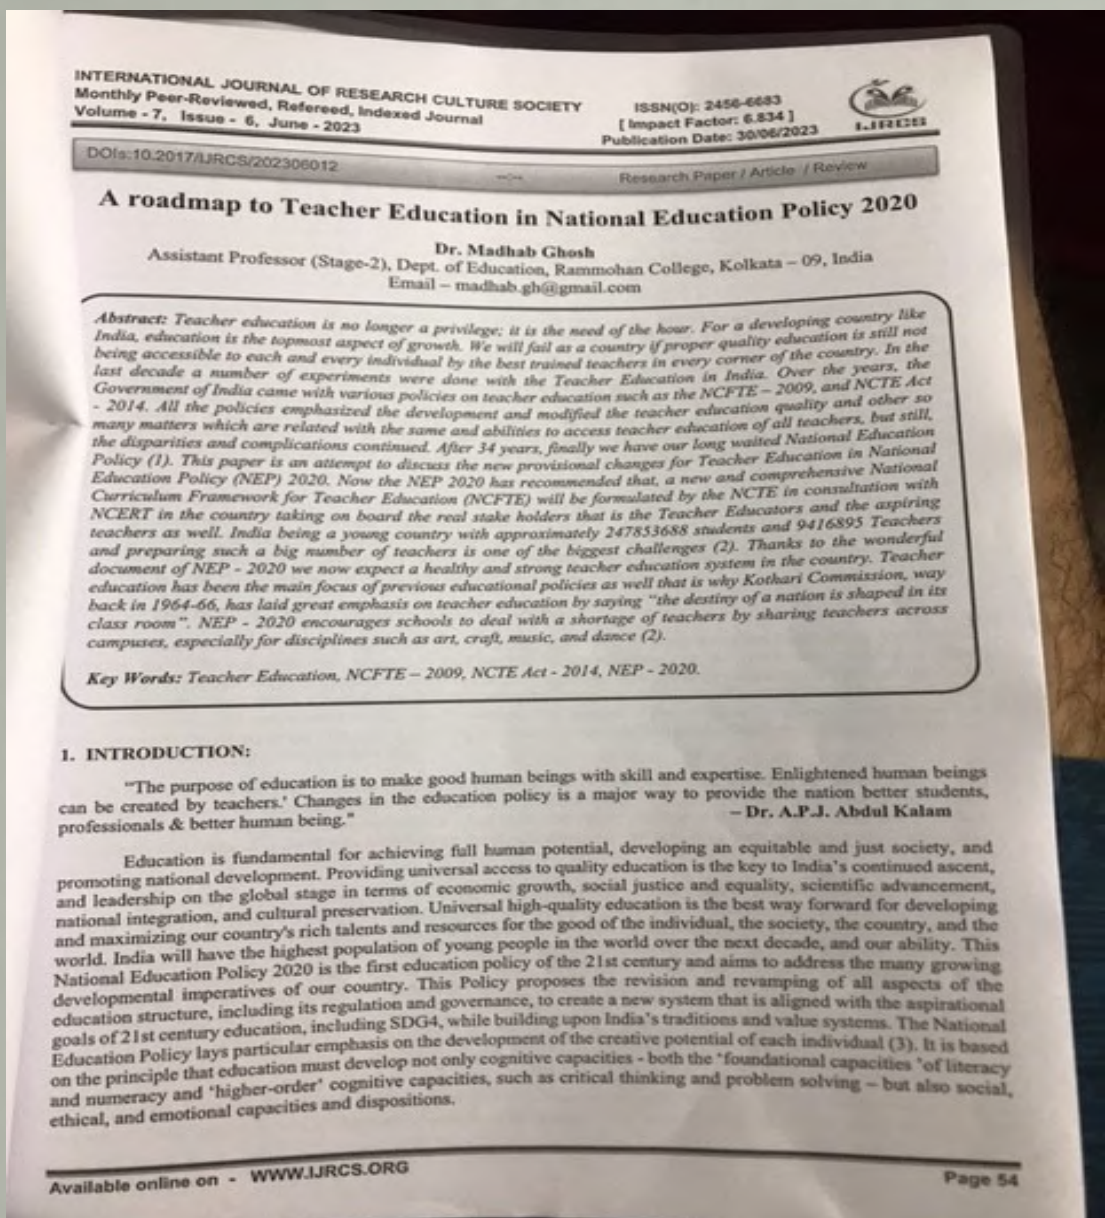 INTERNATIONAL JOURNAL OF RESEARCH CULTURE SOCIETY
Monthly Peer-Reviewed, Refereed, Indexed Journal
Volume - 7, Issue - 6, June - 2023
ISSN(O): 2456-6683
[ Impact Factor: 6.834 ]
Publication Date: 30/06/2023
IJRCS
DOIs:10.2017/IJRCS/202306012
--:--
Research Paper / Article / Review
A roadmap to Teacher Education in National Education Policy 2020
Dr. Madhab Ghosh
Assistant Professor (Stage-2), Dept. of Education, Rammohan College, Kolkata – 09, India
Email – madhab.gh@gmail.com
Abstract: Teacher education is no longer a privilege; it is the need of the hour. For a developing country like
India, education is the topmost aspect of growth. We will fail as a country if proper quality education is still not
being accessible to each and every individual by the best trained teachers in every corner of the country. In the
last decade a number of experiments were done with the Teacher Education in India. Over the years, the
Government of India came with various policies on teacher education such as the NCFTE – 2009, and NCTE Act
- 2014. All the policies emphasized the development and modified the teacher education quality and other so
many matters which are related with the same and abilities to access teacher education of all teachers, but still,
the disparities and complications continued. After 34 years, finally we have our long waited National Education
Policy (1). This paper is an attempt to discuss the new provisional changes for Teacher Education in National
Education Policy (NEP) 2020. Now the NEP 2020 has recommended that, a new and comprehensive National
Curriculum Framework for Teacher Education (NCFTE) will be formulated by the NCTE in consultation with
NCERT in the country taking on board the real stake holders that is the Teacher Educators and the aspiring
teachers as well. India being a young country with approximately 247853688 students and 9416895 Teachers
and preparing such a big number of teachers is one of the biggest challenges (2). Thanks to the wonderful
document of NEP - 2020 we now expect a healthy and strong teacher education system in the country. Teacher
education has been the main focus of previous educational policies as well that is why Kothari Commission, way
back in 1964-66, has laid great emphasis on teacher education by saying "the destiny of a nation is shaped in its
class room". NEP - 2020 encourages schools to deal with a shortage of teachers by sharing teachers across
campuses, especially for disciplines such as art, craft, music, and dance (2).
Key Words: Teacher Education, NCFTE – 2009, NCTE Act - 2014, NEP - 2020.
1. INTRODUCTION:
"The purpose of education is to make good human beings with skill and expertise. Enlightened human beings
can be created by teachers.' Changes in the education policy is a major way to provide the nation better students,
professionals & better human being."
– Dr. A.P.J. Abdul Kalam
Education is fundamental for achieving full human potential, developing an equitable and just society, and
promoting national development. Providing universal access to quality education is the key to India's continued ascent,
and leadership on the global stage in terms of economic growth, social justice and equality, scientific advancement,
national integration, and cultural preservation. Universal high-quality education is the best way forward for developing
and maximizing our country's rich talents and resources for the good of the individual, the society, the country, and the
world. India will have the highest population of young people in the world over the next decade, and our ability. This
National Education Policy 2020 is the first education policy of the 21st century and aims to address the many growing
developmental imperatives of our country. This Policy proposes the revision and revamping of all aspects of the
education structure, including its regulation and governance, to create a new system that is aligned with the aspirational
goals of 21st century education, including SDG4, while building upon India's traditions and value systems. The National
Education Policy lays particular emphasis on the development of the creative potential of each individual (3). It is based
on the principle that education must develop not only cognitive capacities - both the 'foundational capacities 'of literacy
and numeracy and 'higher-order' cognitive capacities, such as critical thinking and problem solving – but also social,
ethical, and emotional capacities and dispositions.
Available online on - WWW.IJRCS.ORG
Page 54